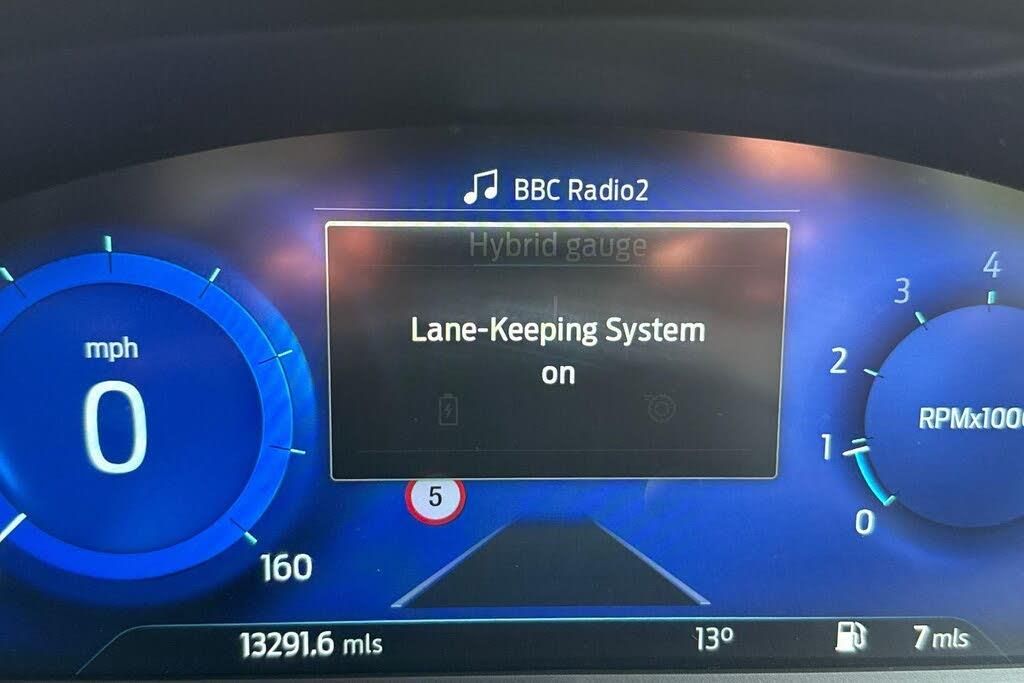 BBC Radio2
Hybrid gauge
Lane-Keeping System
on
mph
0
160
5
4
3
2
1
0
RPMx100
13291.6 mls
13º
7 mls